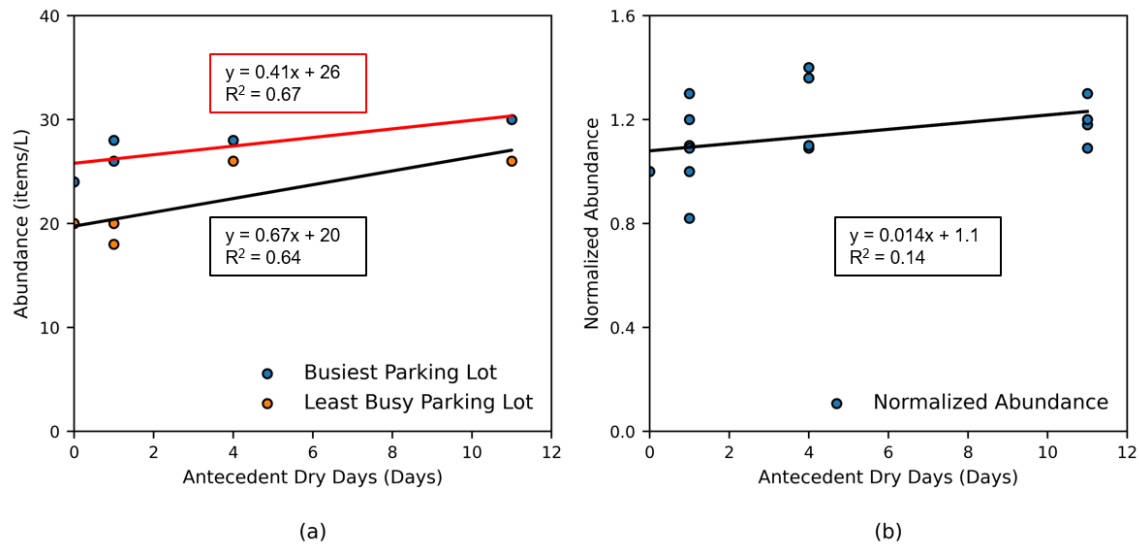 40
30
20
10
0
Abundance (items/L)
y = 0.41x + 26
R² = 0.67
y = 0.67x + 20
R² = 0.64
Busiest Parking Lot
Least Busy Parking Lot
0 2 4 6 8 10 12
Antecedent Dry Days (Days)
(a)
1.6
1.2
0.8
0.4
0.0
Normalized Abundance
y = 0.014x + 1.1
R² = 0.14
Normalized Abundance
0 2 4 6 8 10 12
Antecedent Dry Days (Days)
(b)